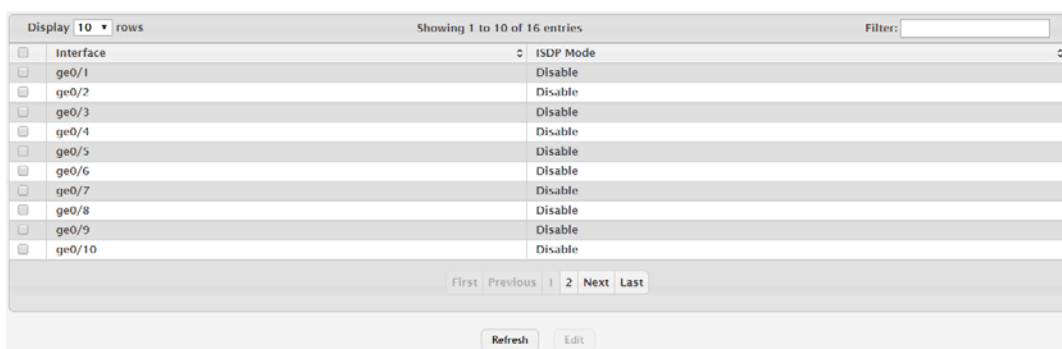 Display 10 rows Showing 1 to 10 of 16 entries Filter:
Interface ISDP Mode
ge0/1 Disable
ge0/2 Disable
ge0/3 Disable
ge0/4 Disable
ge0/5 Disable
ge0/6 Disable
ge0/7 Disable
ge0/8 Disable
ge0/9 Disable
ge0/10 Disable
First Previous 1 2 Next Last
Refresh Edit